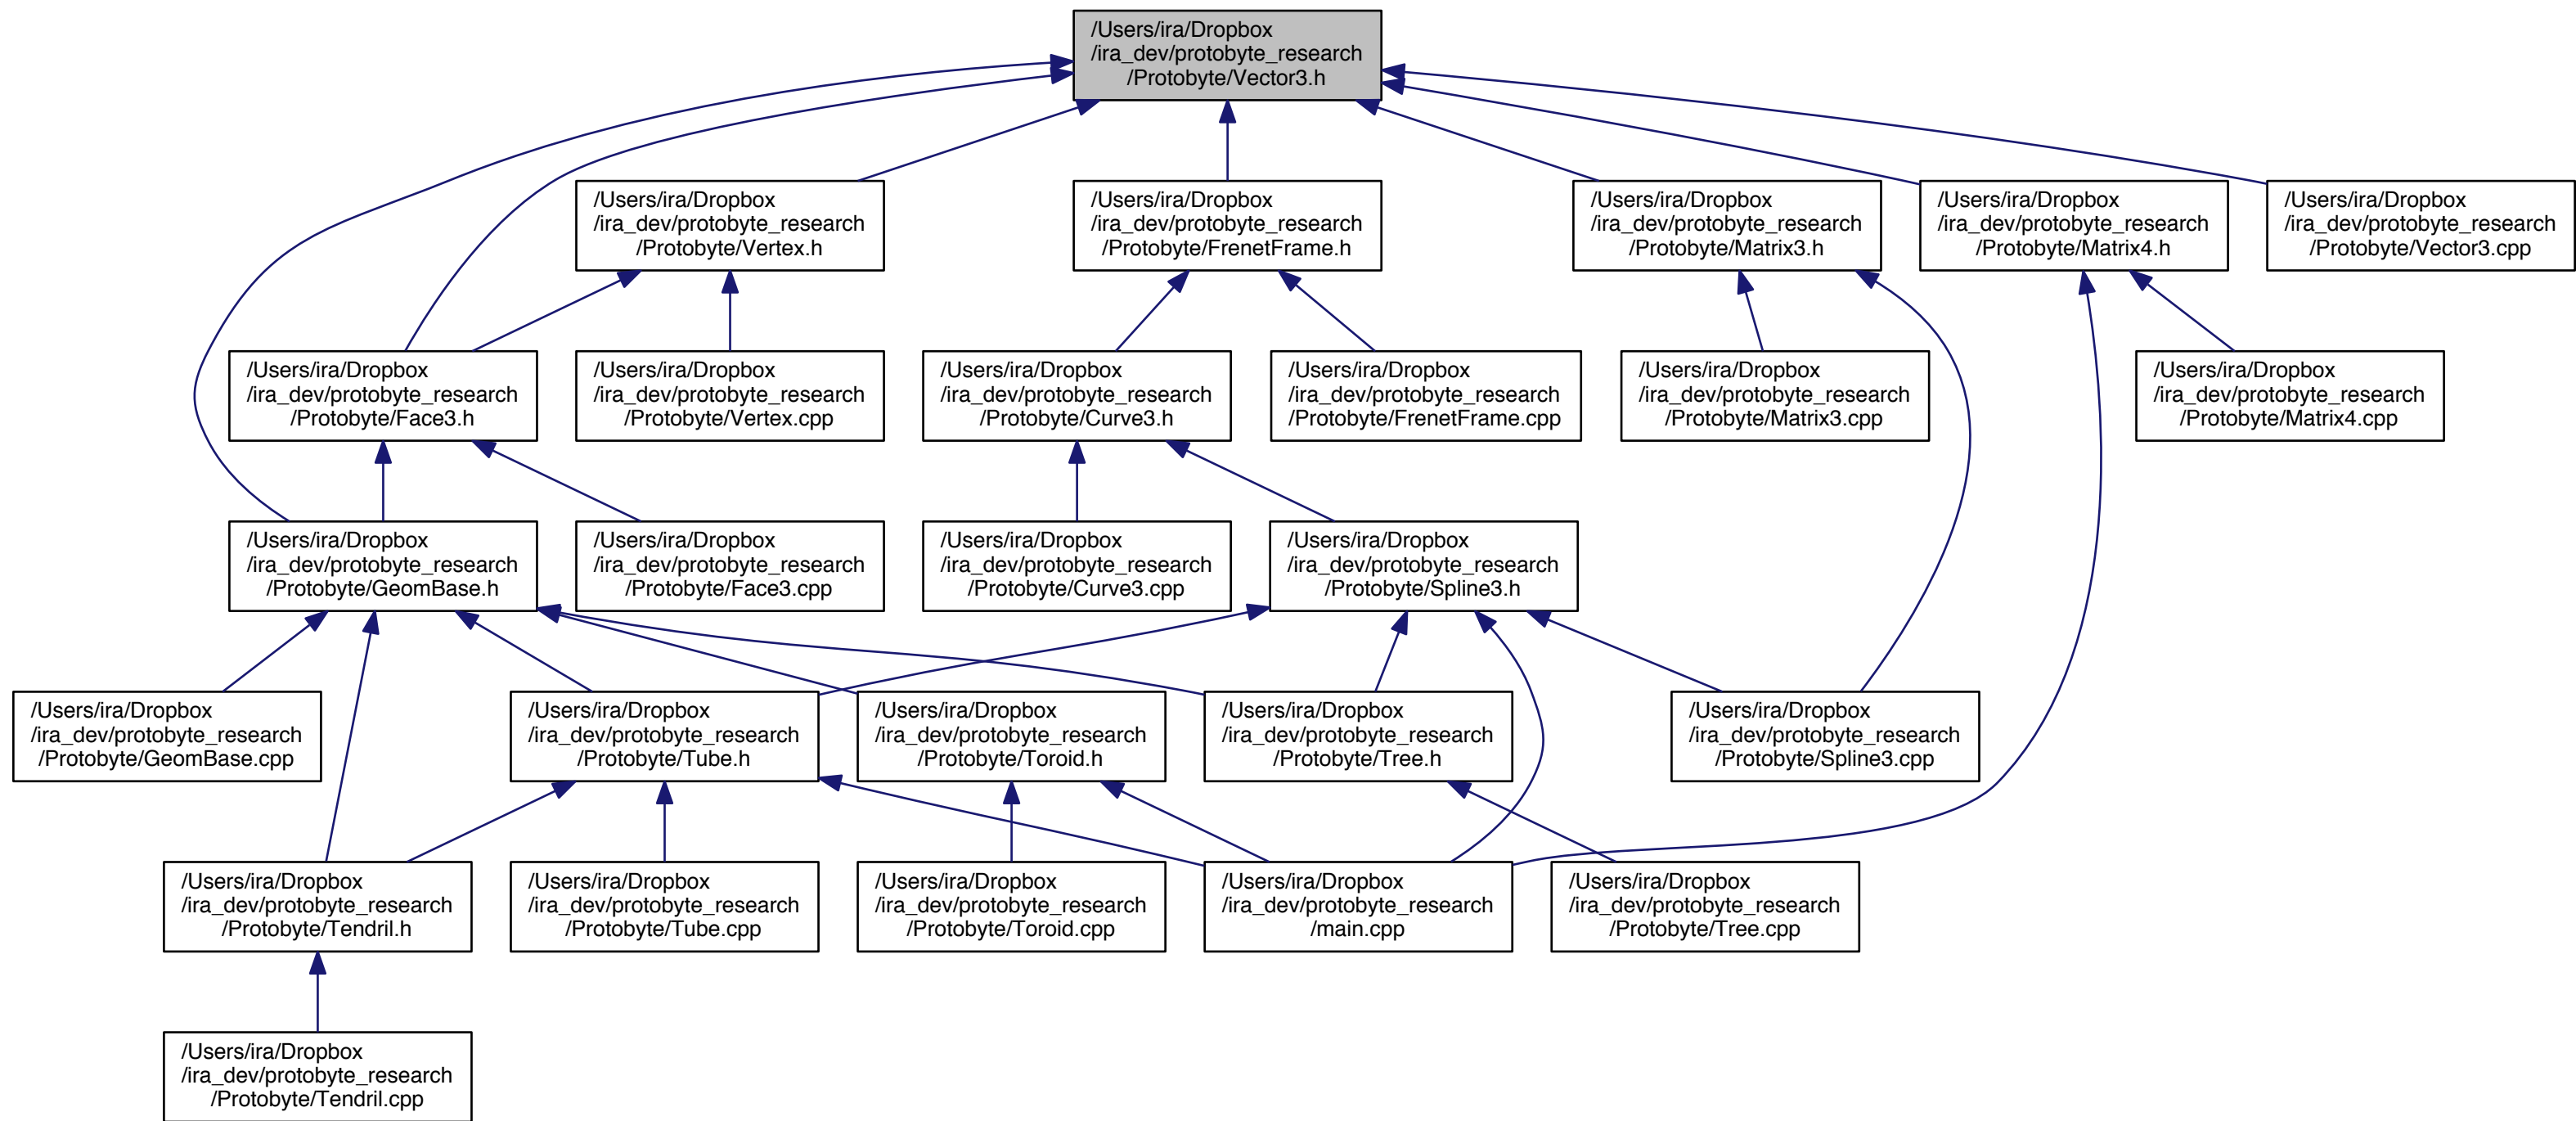 /Users/ira/Dropbox
/ira_dev/protobyte_research
/Protobyte/Vector3.h
/Users/ira/Dropbox
/ira_dev/protobyte_research
/Protobyte/Vertex.h
/Users/ira/Dropbox
/ira_dev/protobyte_research
/Protobyte/FrenetFrame.h
/Users/ira/Dropbox
/ira_dev/protobyte_research
/Protobyte/Matrix3.h
/Users/ira/Dropbox
/ira_dev/protobyte_research
/Protobyte/Matrix4.h
/Users/ira/Dropbox
/ira_dev/protobyte_research
/Protobyte/Vector3.cpp
/Users/ira/Dropbox
/ira_dev/protobyte_research
/Protobyte/Face3.h
/Users/ira/Dropbox
/ira_dev/protobyte_research
/Protobyte/Vertex.cpp
/Users/ira/Dropbox
/ira_dev/protobyte_research
/Protobyte/Curve3.h
/Users/ira/Dropbox
/ira_dev/protobyte_research
/Protobyte/FrenetFrame.cpp
/Users/ira/Dropbox
/ira_dev/protobyte_research
/Protobyte/Matrix3.cpp
/Users/ira/Dropbox
/ira_dev/protobyte_research
/Protobyte/Matrix4.cpp
/Users/ira/Dropbox
/ira_dev/protobyte_research
/Protobyte/GeomBase.h
/Users/ira/Dropbox
/ira_dev/protobyte_research
/Protobyte/Face3.cpp
/Users/ira/Dropbox
/ira_dev/protobyte_research
/Protobyte/Curve3.cpp
/Users/ira/Dropbox
/ira_dev/protobyte_research
/Protobyte/Spline3.h
/Users/ira/Dropbox
/ira_dev/protobyte_research
/Protobyte/GeomBase.cpp
/Users/ira/Dropbox
/ira_dev/protobyte_research
/Protobyte/Tube.h
/Users/ira/Dropbox
/ira_dev/protobyte_research
/Protobyte/Toroid.h
/Users/ira/Dropbox
/ira_dev/protobyte_research
/Protobyte/Tree.h
/Users/ira/Dropbox
/ira_dev/protobyte_research
/Protobyte/Spline3.cpp
/Users/ira/Dropbox
/ira_dev/protobyte_research
/Protobyte/Tendril.h
/Users/ira/Dropbox
/ira_dev/protobyte_research
/Protobyte/Tube.cpp
/Users/ira/Dropbox
/ira_dev/protobyte_research
/Protobyte/Toroid.cpp
/Users/ira/Dropbox
/ira_dev/protobyte_research
/main.cpp
/Users/ira/Dropbox
/ira_dev/protobyte_research
/Protobyte/Tree.cpp
/Users/ira/Dropbox
/ira_dev/protobyte_research
/Protobyte/Tendril.cpp